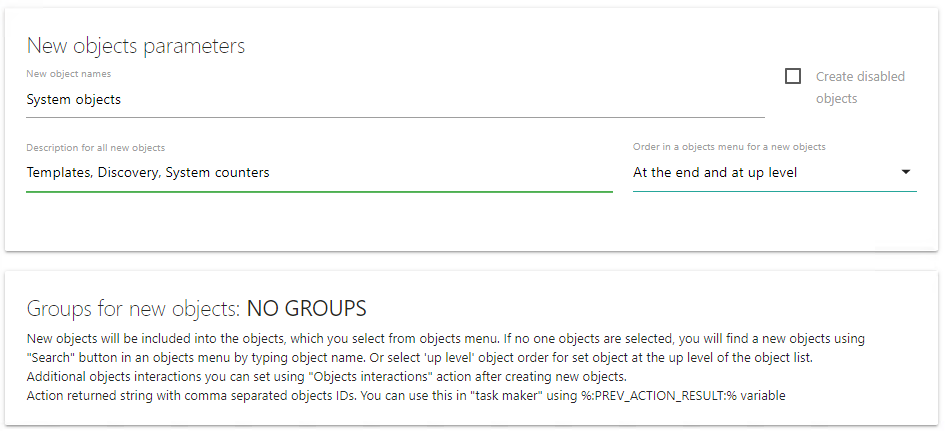 New objects parameters
New object names
System objects
Create disabled
objects
Description for all new objects
Order in a objects menu for a new objects
Templates, Discovery, System counters
At the end and at up level
Groups for new objects: NO GROUPS
New objects will be included into the objects, which you select from objects menu. If no one objects are selected, you will find a new objects using
"Search" button in an objects menu by typing object name. Or select 'up level' object order for set object at the up level of the object list.
Additional objects interactions you can set using "Objects interactions" action after creating new objects.
Action returned string with comma separated objects IDs. You can use this in "task maker" using %:PREV_ACTION_RESULT:% variable